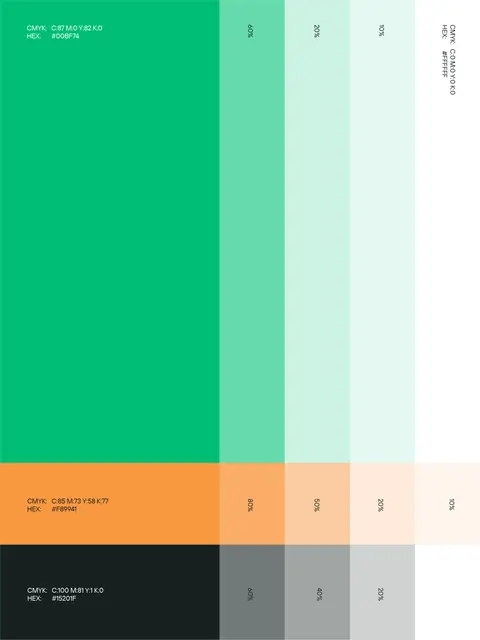 CMYK: C:87 M:0 Y:82 K:0
HEX: #00BF74
60%
20%
10%
CMYK: C:0 M:0 Y:0 K:0
HEX: #FFFFFF
CMYK: C:85 M:73 Y:58 K:77
HEX: #F89941
80%
50%
20%
10%
CMYK: C:100 M:81 Y:1 K:0
HEX: #15201F
60%
40%
20%